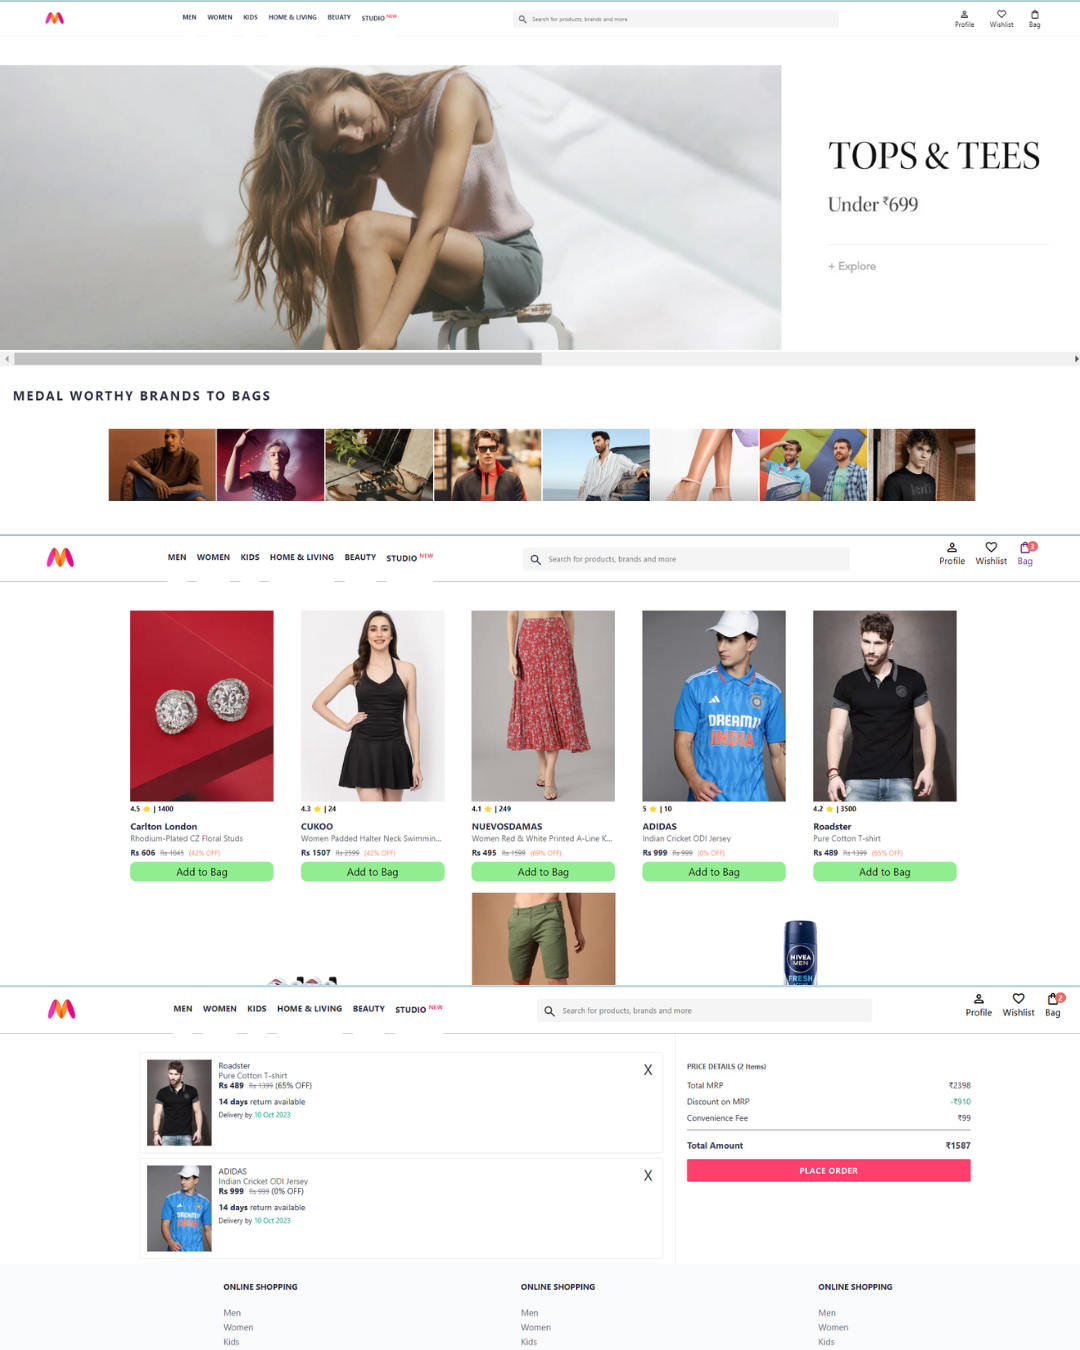 MEN WOMEN KIDS HOME & LIVING BEUATY STUDIO NEW
Search for products, brands and more
Profile Wishlist Bag
TOPS & TEES
Under ₹699
+ Explore
MEDAL WORTHY BRANDS TO BAGS
MEN WOMEN KIDS HOME & LIVING BEAUTY STUDIO NEW
Search for products, brands and more
Profile Wishlist Bag
DREAM11
INDIA
4.5 | 1400
Carlton London
Rhodium-Plated CZ Floral Studs
Rs 606 Rs 1045 (42% OFF)
Add to Bag
4.3 | 24
CUKOO
Women Padded Halter Neck Swimmin...
Rs 1507 Rs 2599 (42% OFF)
Add to Bag
4.1 | 249
NUEVOSDAMAS
Women Red & White Printed A-Line K...
Rs 495 Rs 1599 (69% OFF)
Add to Bag
5 | 10
ADIDAS
Indian Cricket ODI Jersey
Rs 999 Rs 999 (0% OFF)
Add to Bag
4.2 | 3500
Roadster
Pure Cotton T-shirt
Rs 489 Rs 1399 (65% OFF)
Add to Bag
NIVEA
MEN
FRESH
MEN WOMEN KIDS HOME & LIVING BEAUTY STUDIO NEW
Search for products, brands and more
Profile Wishlist Bag 2
Roadster
Pure Cotton T-shirt
Rs 489 Rs 1399 (65% OFF)
14 days return available
Delivery by 10 Oct 2023
X
ADIDAS
Indian Cricket ODI Jersey
Rs 999 Rs 999 (0% OFF)
14 days return available
Delivery by 10 Oct 2023
X
DREAM11
INDIA
PRICE DETAILS (2 Items)
Total MRP ₹2398
Discount on MRP -₹910
Convenience Fee ₹99
Total Amount ₹1587
PLACE ORDER
ONLINE SHOPPING
Men
Women
Kids
ONLINE SHOPPING
Men
Women
Kids
ONLINE SHOPPING
Men
Women
Kids